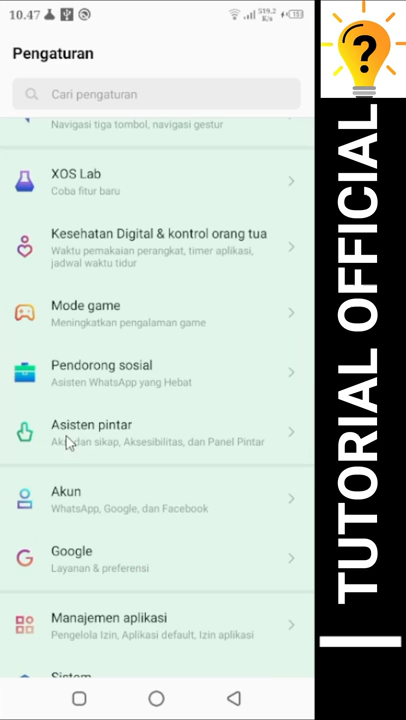 10.47
519,2
K/s
Pengaturan
Cari pengaturan
Navigasi tiga tombol, navigasi gestur
XOS Lab
Coba fitur baru
Kesehatan Digital & kontrol orang tua
Waktu pemakaian perangkat, timer aplikasi,
jadwal waktu tidur
Mode game
Meningkatkan pengalaman game
Pendorong sosial
Asisten WhatsApp yang Hebat
Asisten pintar
dan sikap, Aksesibilitas, dan Panel Pintar
Akun
WhatsApp, Google, dan Facebook
Google
Layanan & preferensi
Manajemen aplikasi
Pengelola Izin, Aplikasi default, Izin aplikasi
Sistem
?
TUTORIAL OFFICIAL